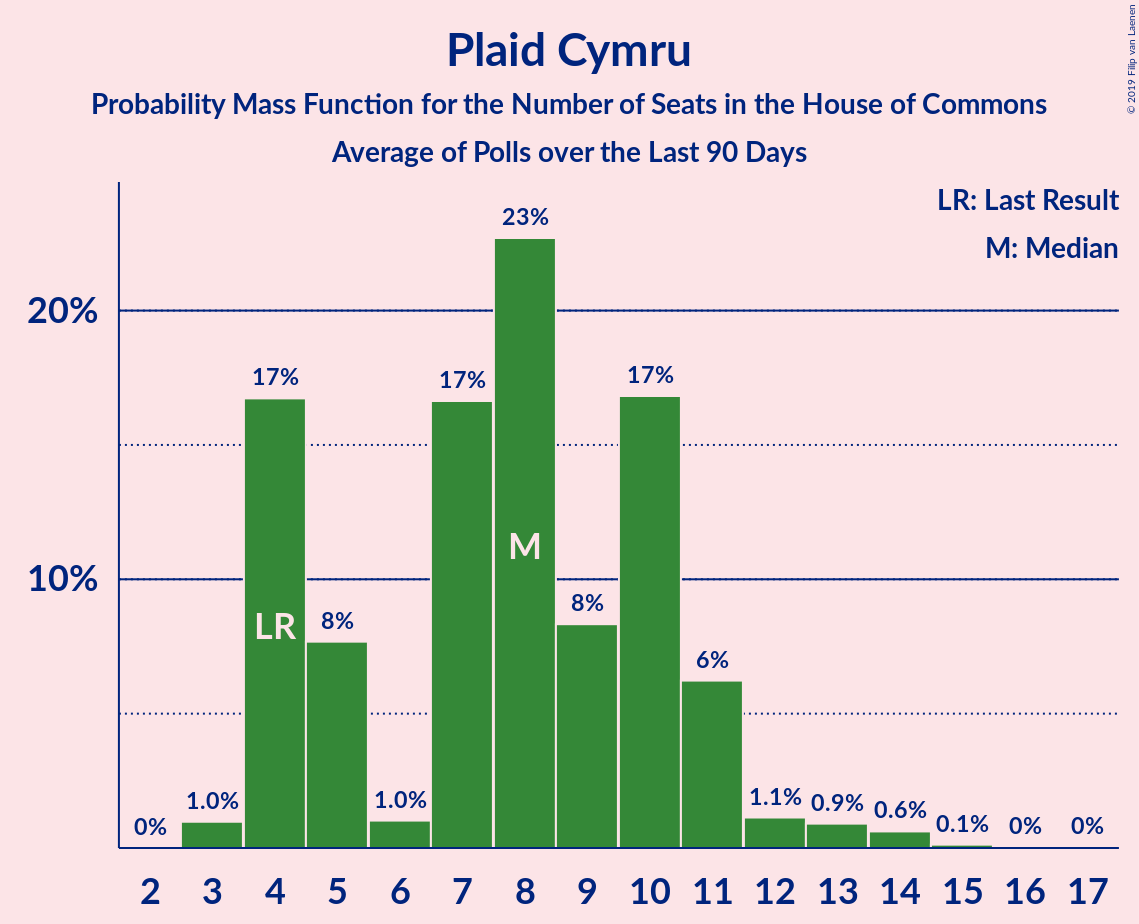 Plaid Cymru
Probability Mass Function for the Number of Seats in the House of Commons
Average of Polls over the Last 90 Days
© 2019 Filip van Laenen
LR: Last Result
M: Median
20%
10%
0%
1.0%
17%
8%
1.0%
17%
23%
8%
17%
6%
1.1%
0.9%
0.6%
0.1%
0%
0%
LR
M
2 3 4 5 6 7 8 9 10 11 12 13 14 15 16 17